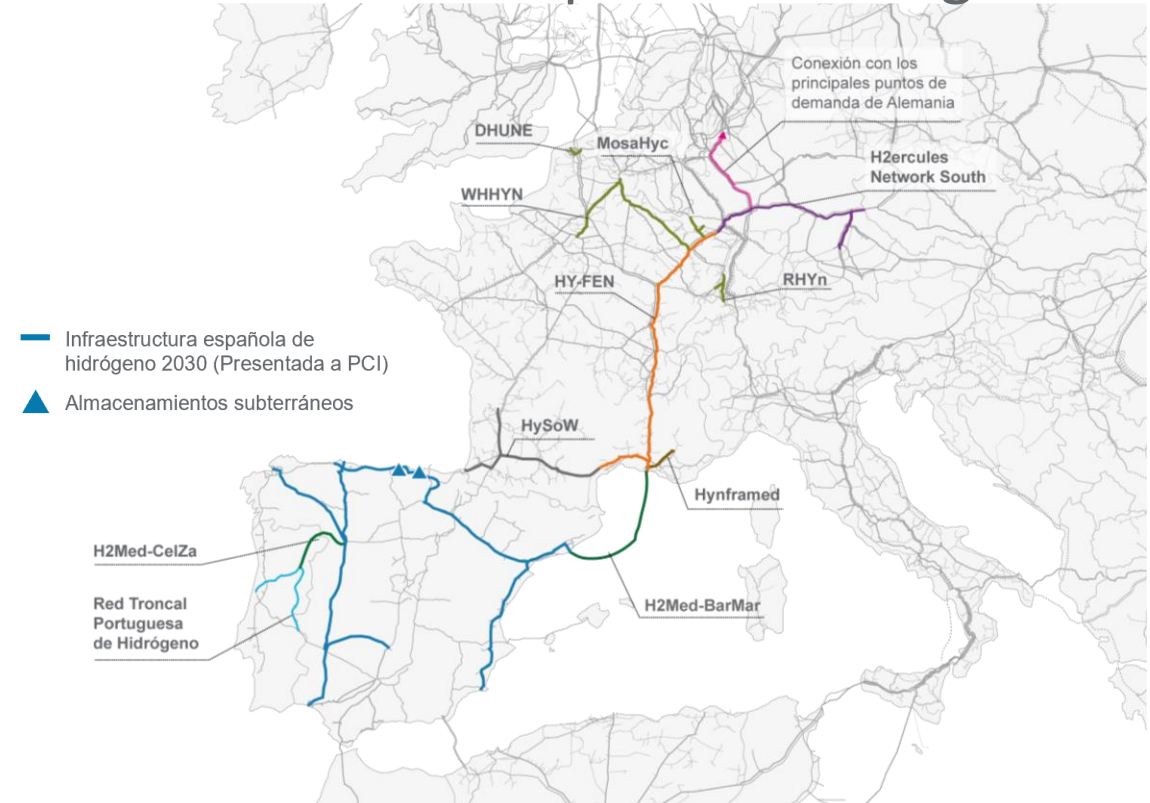 Conexión con los
principales puntos de
demanda de Alemania
DHUNE
MosaHyc
H2ercules
Network South
WHHYN
HY-FEN
RHYn
Infraestructura española de
hidrógeno 2030 (Presentada a PCI)
Almacenamientos subterráneos
HySoW
Hynframed
H2Med-CelZa
Red Troncal
Portuguesa
de Hidrógeno
H2Med-BarMar